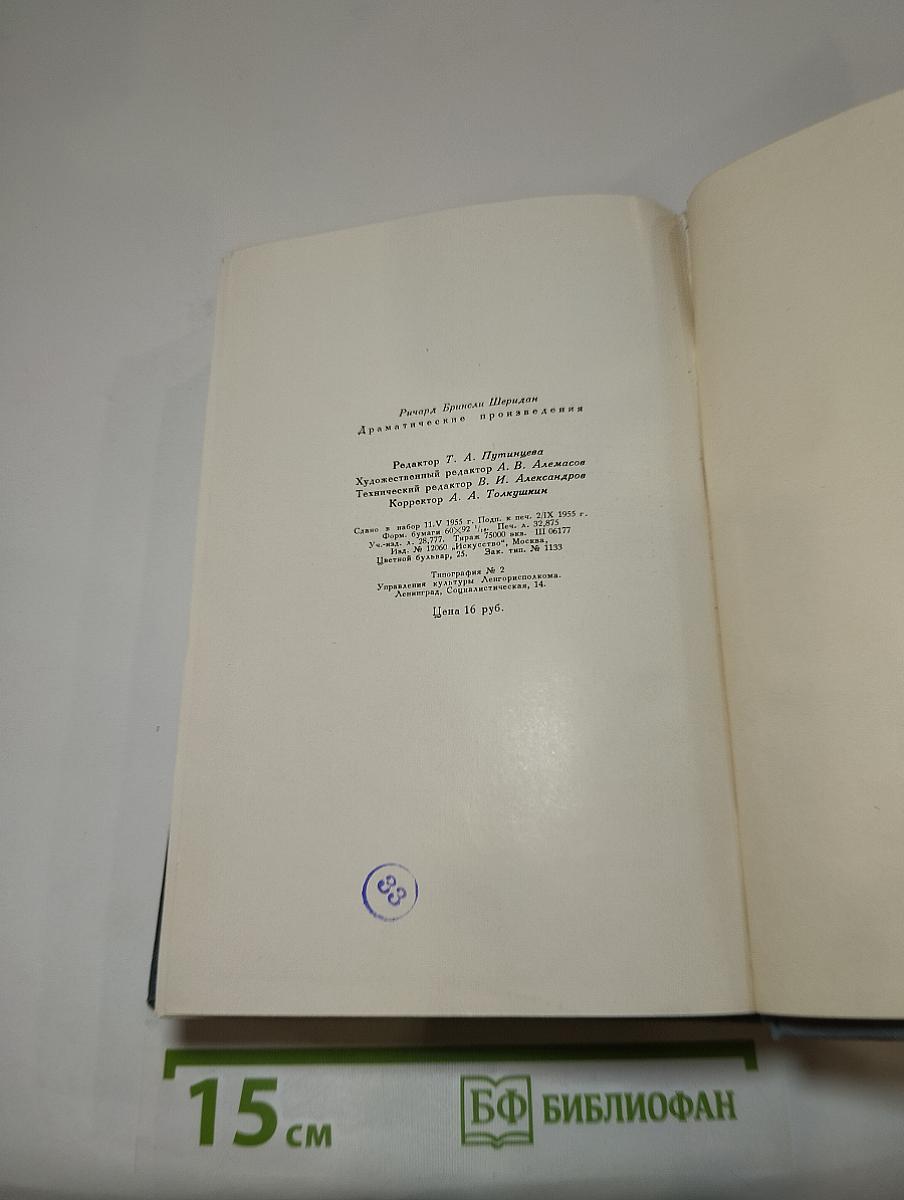 Ричард Бринсли Шеридан
Драматические произведения
Редактор Т. А. Путинцева
Художественный редактор А. В. Алемасов
Технический редактор В. И. Александров
Корректор А. А. Толкушкин
Сдано в набор 11.V 1955 г. Подп. к печ. 2/IX 1955 г.
Форм. бумаги 60×92 1/16. Печ. л. 32,875
Уч.-изд. л. 28,777. Тираж 75000 экз. Ш 06177
Изд. № 12060 „Искусство", Москва,
Цветной бульвар, 25. Зак. тип. № 1133
Типография № 2
Управления культуры Ленгорисполкома.
Ленинград, Социалистическая, 14.
Цена 16 руб.
33
15 см
БФ БИБЛИОФАН